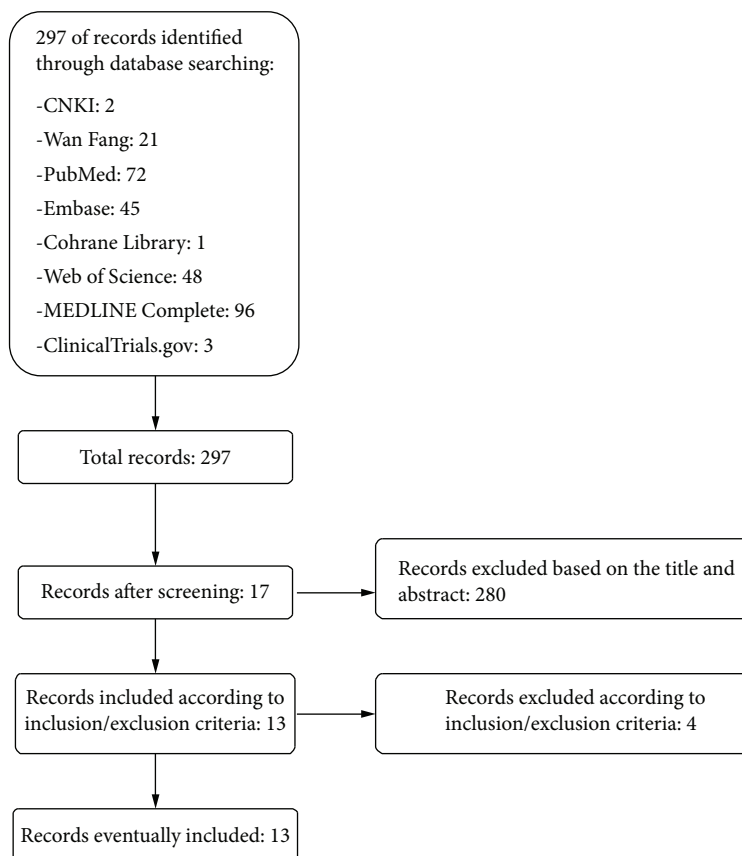 297 of records identified
through database searching:
-CNKI: 2
-Wan Fang: 21
-PubMed: 72
-Embase: 45
-Cohrane Library: 1
-Web of Science: 48
-MEDLINE Complete: 96
-ClinicalTrials.gov: 3
Total records: 297
Records after screening: 17
Records excluded based on the title and
abstract: 280
Records included according to
inclusion/exclusion criteria: 13
Records excluded according to
inclusion/exclusion criteria: 4
Records eventually included: 13